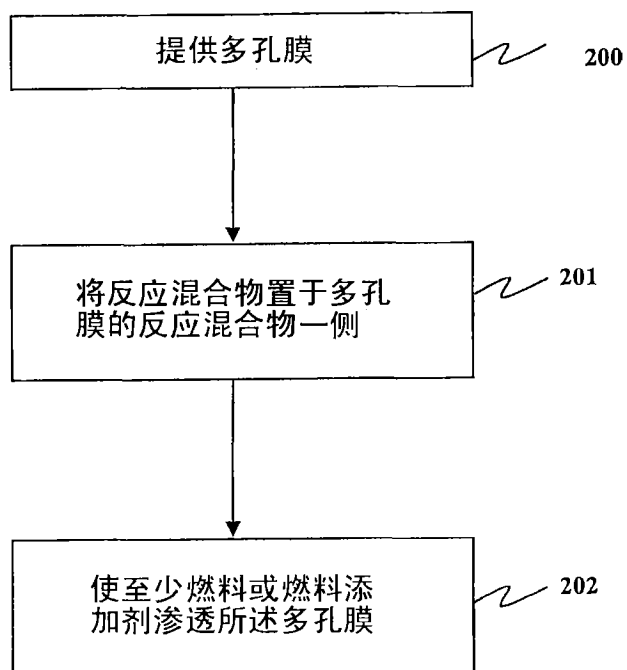 提供多孔膜
200
将反应混合物置于多孔
膜的反应混合物一侧
201
使至少燃料或燃料添
加剂渗透所述多孔膜
202